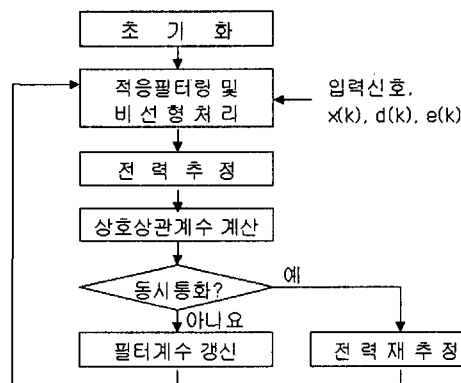 초 기 화
적응필터링 및
비 선 형 처 리
입력신호,
x(k), d(k), e(k)
전 력 추 정
상호상관계수 계산
동시통화?
예
아니요
필터계수 갱신
전 력 재 추 정